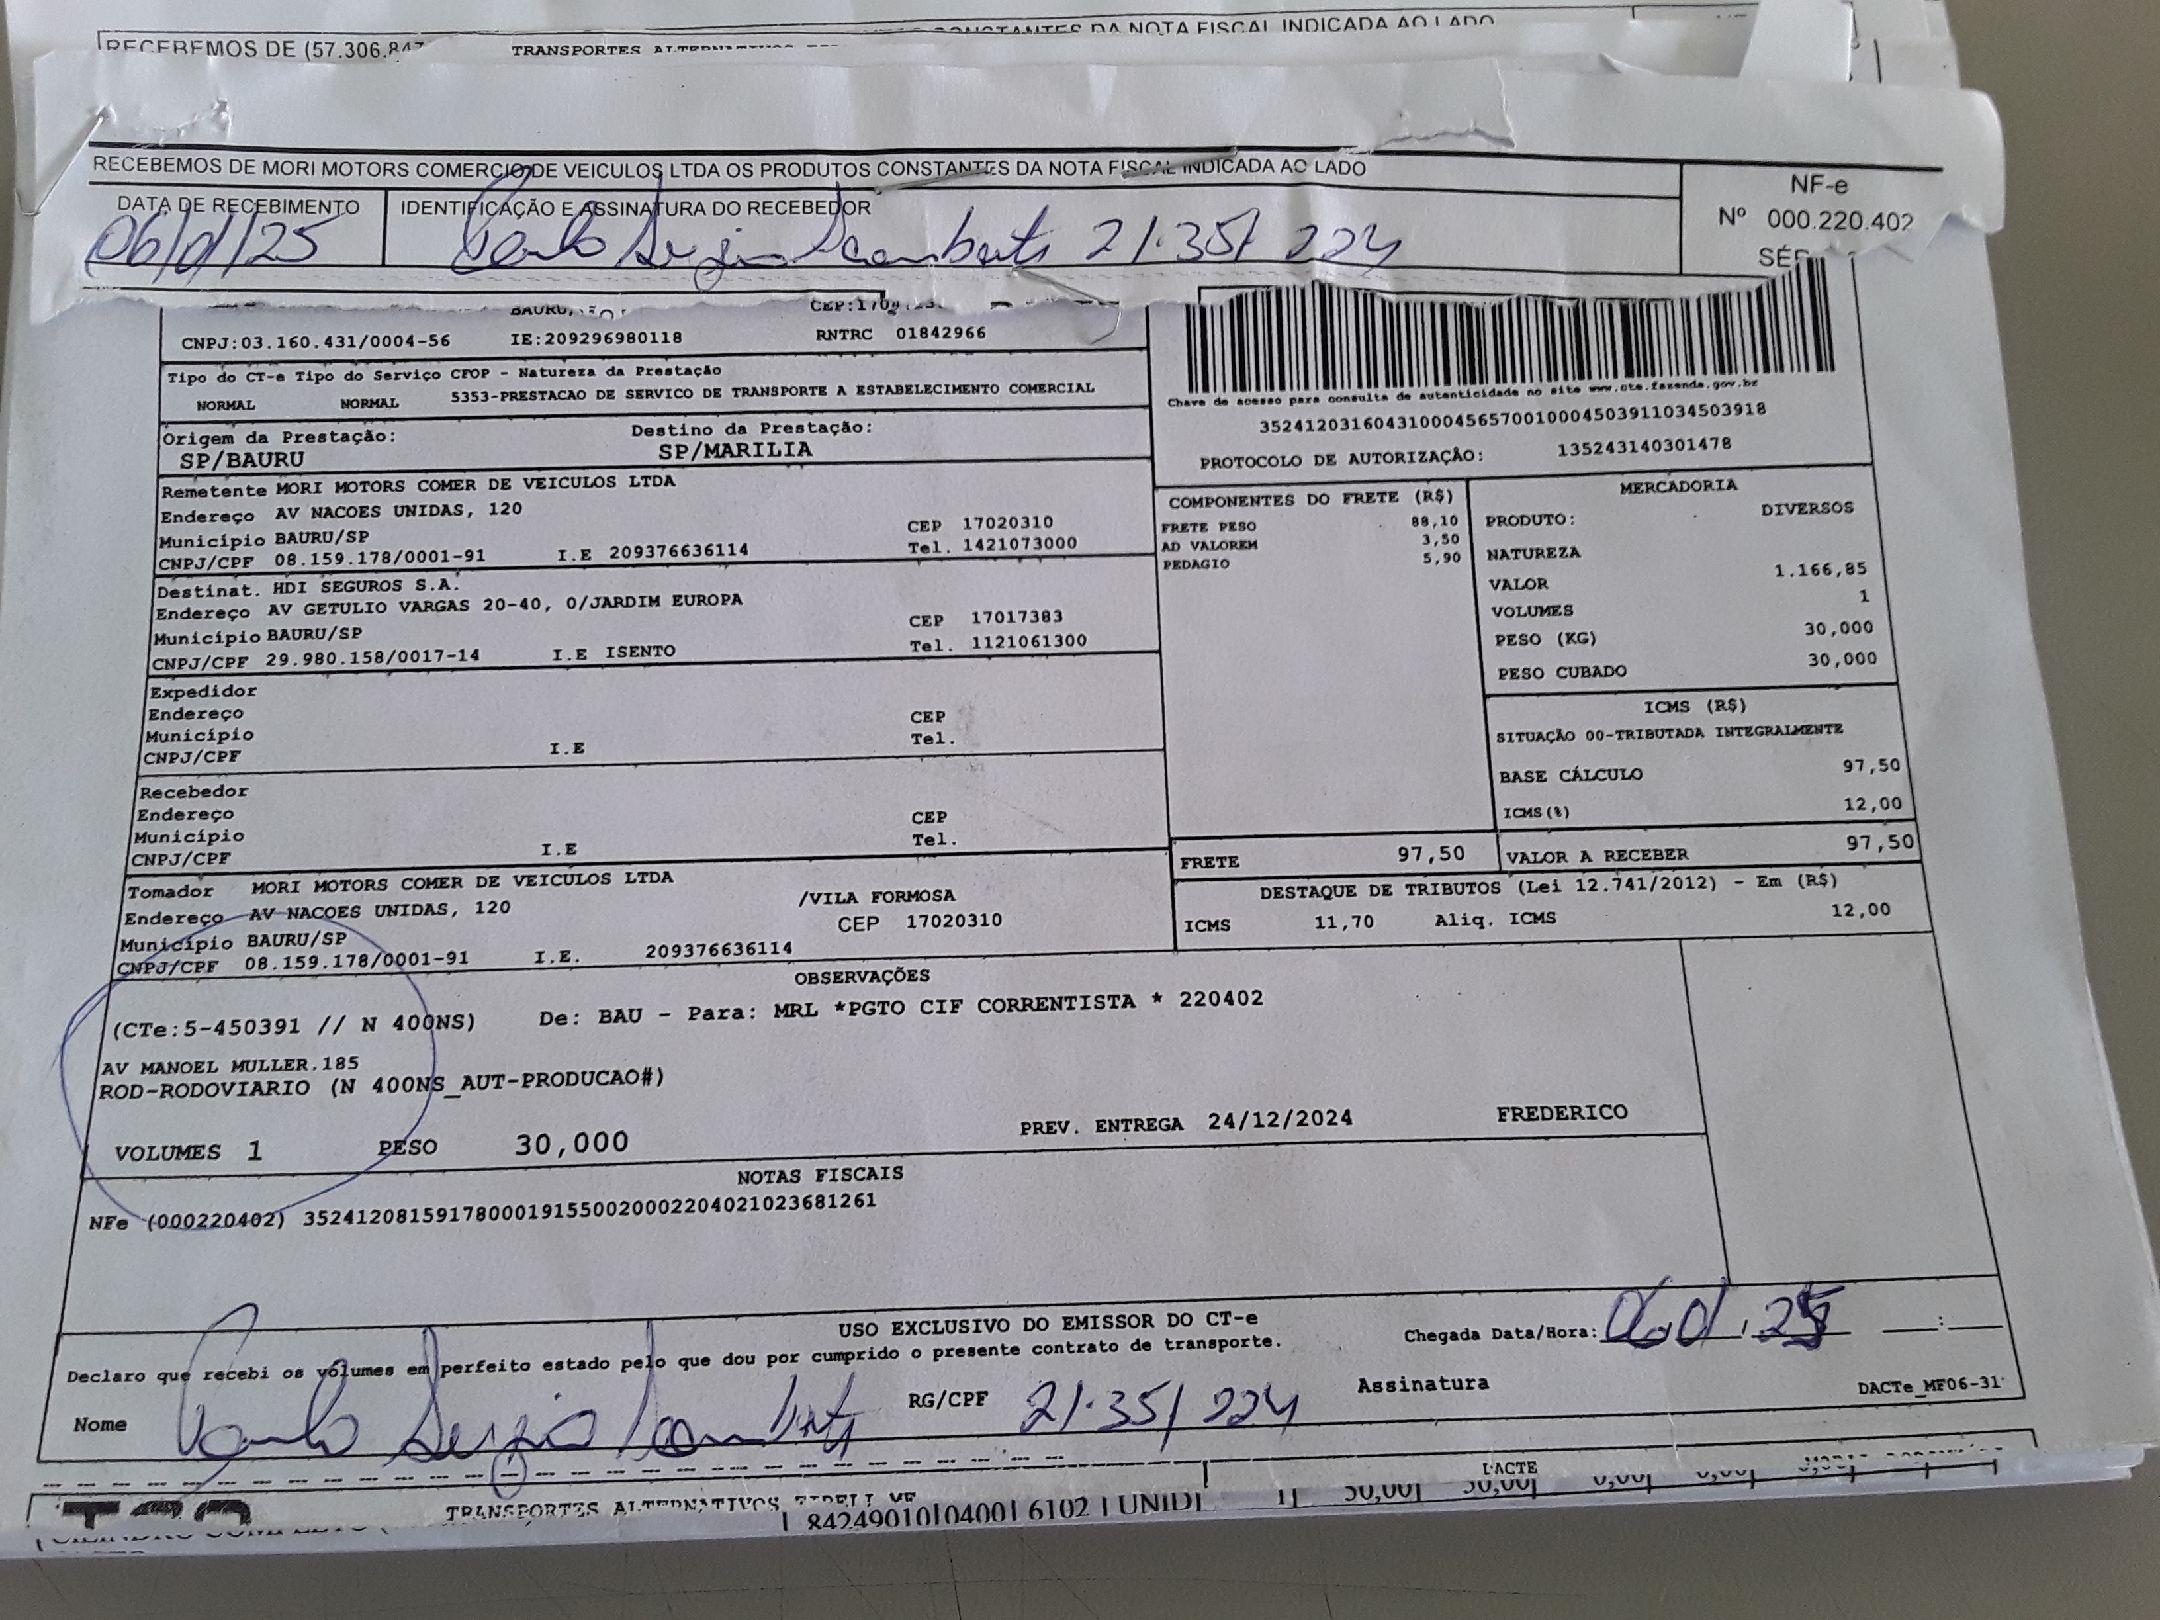 RECEBEMOS DE (57.306.847
TRANSPORTES ALTERNATIVOS
CONSTANTES DA NOTA FISCAL INDICADA AO LADO
RECEBEMOS DE MORI MOTORS COMERCIO DE VEICULOS LTDA OS PRODUTOS CONSTANTES DA NOTA FISCAL INDICADA AO LADO
NF-e
Nº 000.220.402
DATA DE RECEBIMENTO
IDENTIFICAÇÃO E ASSINATURA DO RECEBEDOR
06/01/25
21.351 224
CNPJ:03.160.431/0004-56 IE:209296980118 RNTRC 01842966
Tipo do CT-e Tipo do Serviço CFOP - Natureza da Prestação
NORMAL NORMAL 5353-PRESTACAO DE SERVICO DE TRANSPORTE A ESTABELECIMENTO COMERCIAL
Chave de acesso para consulta de autenticidade no site www.cte.fazenda.gov.br
35241203160431000456570010004503911034503918
PROTOCOLO DE AUTORIZAÇÃO: 135243140301478
Origem da Prestação: Destino da Prestação:
SP/BAURU SP/MARILIA
Remetente MORI MOTORS COMER DE VEICULOS LTDA
Endereço AV NACOES UNIDAS, 120
Município BAURU/SP CEP 17020310
CNPJ/CPF 08.159.178/0001-91 I.E 209376636114 Tel. 1421073000
Destinat. HDI SEGUROS S.A.
Endereço AV GETULIO VARGAS 20-40, 0/JARDIM EUROPA
Município BAURU/SP CEP 17017383
CNPJ/CPF 29.980.158/0017-14 I.E ISENTO Tel. 1121061300
Expedidor
Endereço
Município CEP
CNPJ/CPF I.E Tel.
Recebedor
Endereço
Município CEP
CNPJ/CPF I.E Tel.
Tomador MORI MOTORS COMER DE VEICULOS LTDA
Endereço AV NACOES UNIDAS, 120 /VILA FORMOSA
Município BAURU/SP CEP 17020310
CNPJ/CPF 08.159.178/0001-91 I.E. 209376636114
COMPONENTES DO FRETE (R$)
FRETE PESO 88,10
AD VALOREM 3,50
PEDAGIO 5,90
MERCADORIA
PRODUTO: DIVERSOS
NATUREZA
VALOR 1.166,85
VOLUMES 1
PESO (KG) 30,000
PESO CUBADO 30,000
ICMS (R$)
SITUAÇÃO 00-TRIBUTADA INTEGRALMENTE
BASE CÁLCULO 97,50
ICMS(%) 12,00
FRETE 97,50 VALOR A RECEBER 97,50
DESTAQUE DE TRIBUTOS (Lei 12.741/2012) - Em (R$)
ICMS 11,70 Aliq. ICMS 12,00
OBSERVAÇÕES
(CTe:5-450391 // N 400NS) De: BAU - Para: MRL *PGTO CIF CORRENTISTA * 220402
AV MANOEL MULLER.185
ROD-RODOVIARIO (N 400NS_AUT-PRODUCAO#)
VOLUMES 1 PESO 30,000 PREV. ENTREGA 24/12/2024 FREDERICO
NOTAS FISCAIS
NFe (000220402) 35241208159178000191550020002204021023681261
USO EXCLUSIVO DO EMISSOR DO CT-e
Chegada Data/Hora: 06.01.25
Declaro que recebi os volumes em perfeito estado pelo que dou por cumprido o presente contrato de transporte.
Nome RG/CPF 21.351 224 Assinatura DACTe_MF06-31
TRANSPORTES ALTERNATIVOS
84249010 040 6102 UNID